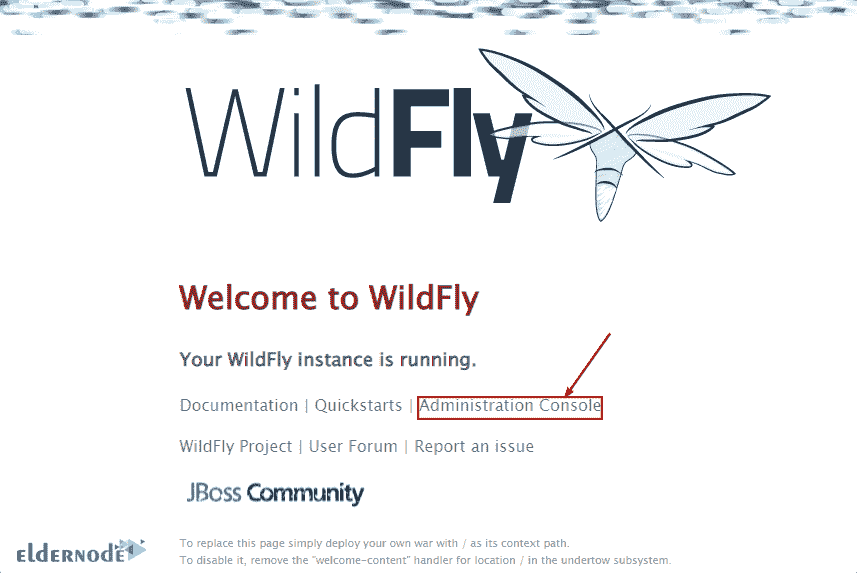 WildFly
Welcome to WildFly
Your WildFly instance is running.
Documentation | Quickstarts | Administration Console
WildFly Project | User Forum | Report an issue
JBoss Community
To replace this page simply deploy your own war with / as its context path.
To disable it, remove the "welcome-content" handler for location / in the undertow subsystem.
eldernode